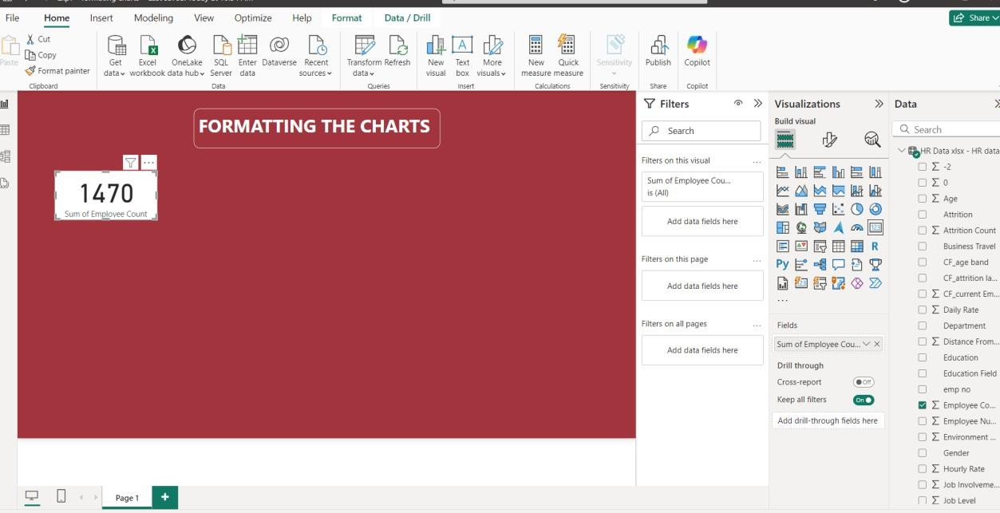 File Home Insert Modeling View Optimize Help Format Data / Drill Share
Paste
Cut
Copy
Format painter
Clipboard
Get data
Excel workbook
OneLake data hub
SQL Server
Enter data
Dataverse
Recent sources
Data
Transform data
Refresh
Queries
New visual
Text box
More visuals
Insert
New measure
Quick measure
Calculations
Sensitivity
Sensitivity
Publish
Share
Copilot
Copilot
FORMATTING THE CHARTS
1470
Sum of Employee Count
Filters
Search
Filters on this visual ...
Sum of Employee Cou...
is (All)
Add data fields here
Filters on this page ...
Add data fields here
Filters on all pages ...
Add data fields here
Visualizations
Build visual
123
R
Py
...
Fields
Sum of Employee Cou...
Drill through
Cross-report Off
Keep all filters On
Add drill-through fields here
Data
Search
HR Data xlsx - HR data
Σ -2
Σ 0
Σ Age
Attrition
Σ Attrition Count
Business Travel
CF_age band
CF_attrition la...
Σ CF_current Em...
Σ Daily Rate
Department
Σ Distance From...
Education
Education Field
emp no
Σ Employee Co...
Σ Employee Nu...
Σ Environment ...
Gender
Σ Hourly Rate
Σ Job Involveme...
Σ Job Level
Page 1 +